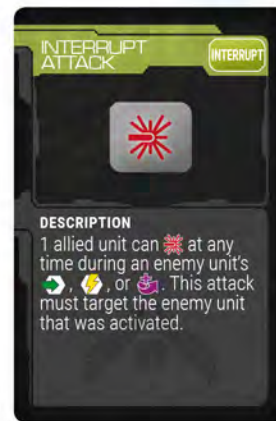 INTERRUPT
ATTACK
INTERRUPT
DESCRIPTION
1 allied unit can at any
time during an enemy unit's
, , or . This attack
must target the enemy unit
that was activated.